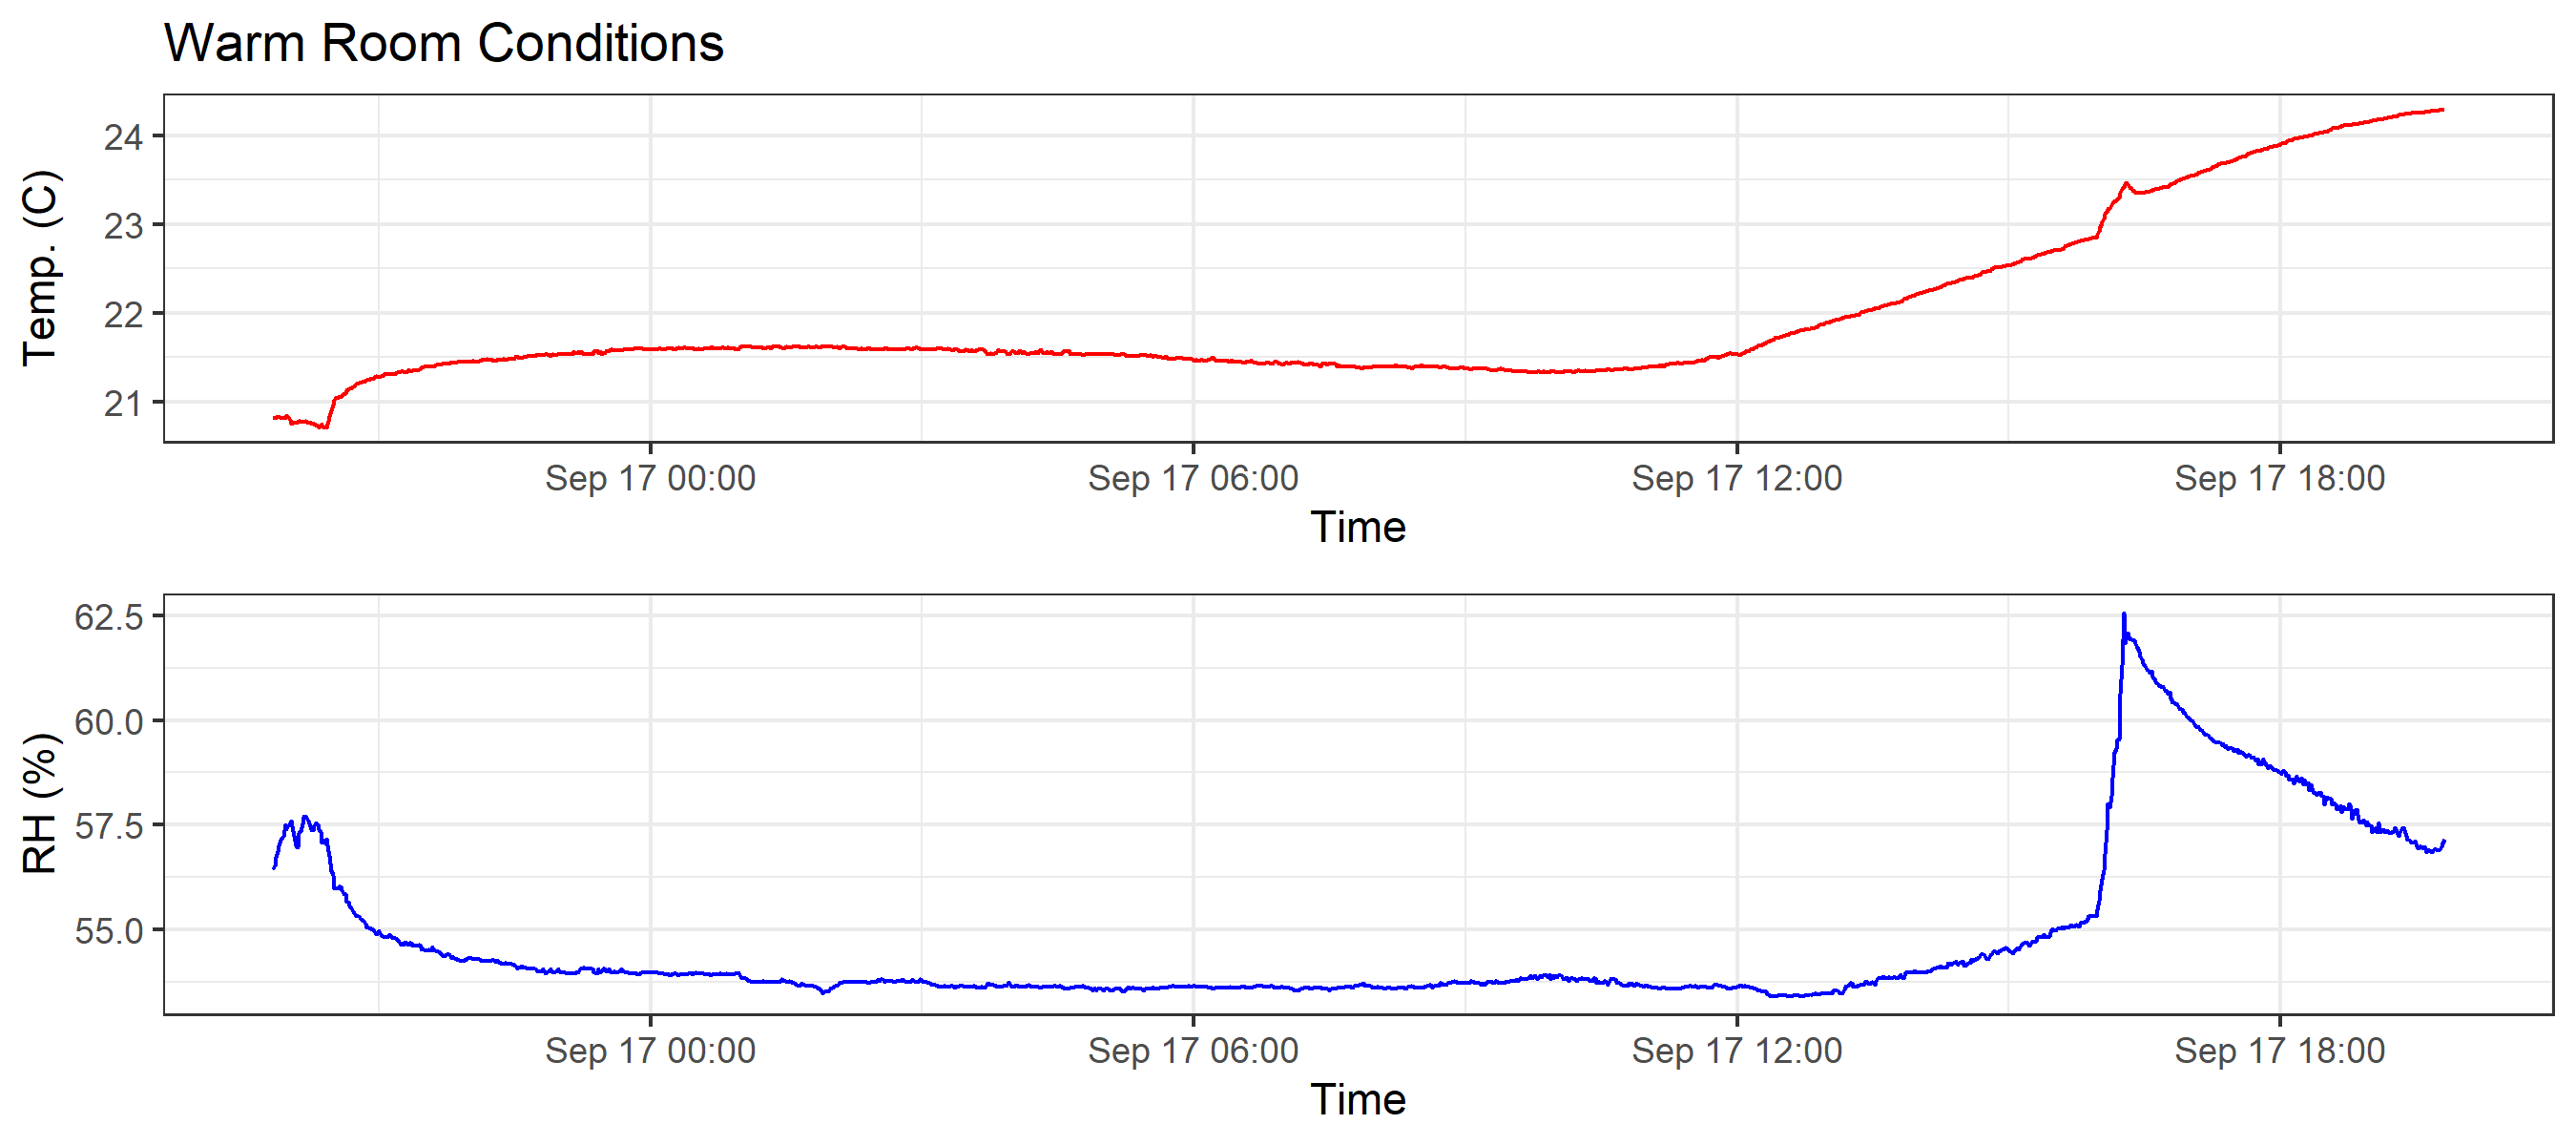 Warm Room Conditions
Temp. (C)
24
23
22
21
Sep 17 00:00 Sep 17 06:00 Sep 17 12:00 Sep 17 18:00
Time
RH (%)
62.5
60.0
57.5
55.0
Sep 17 00:00 Sep 17 06:00 Sep 17 12:00 Sep 17 18:00
Time